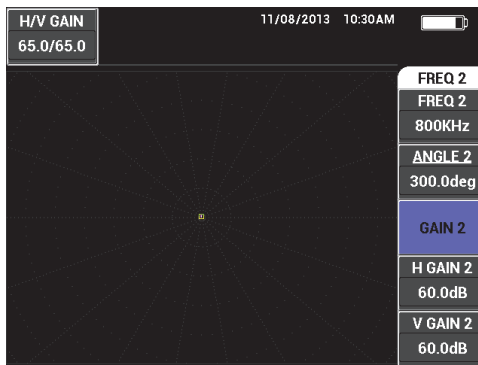 H/V GAIN
65.0/65.0
11/08/2013 10:30AM
FREQ 2
FREQ 2
800KHz
ANGLE 2
300.0deg
GAIN 2
H GAIN 2
60.0dB
V GAIN 2
60.0dB